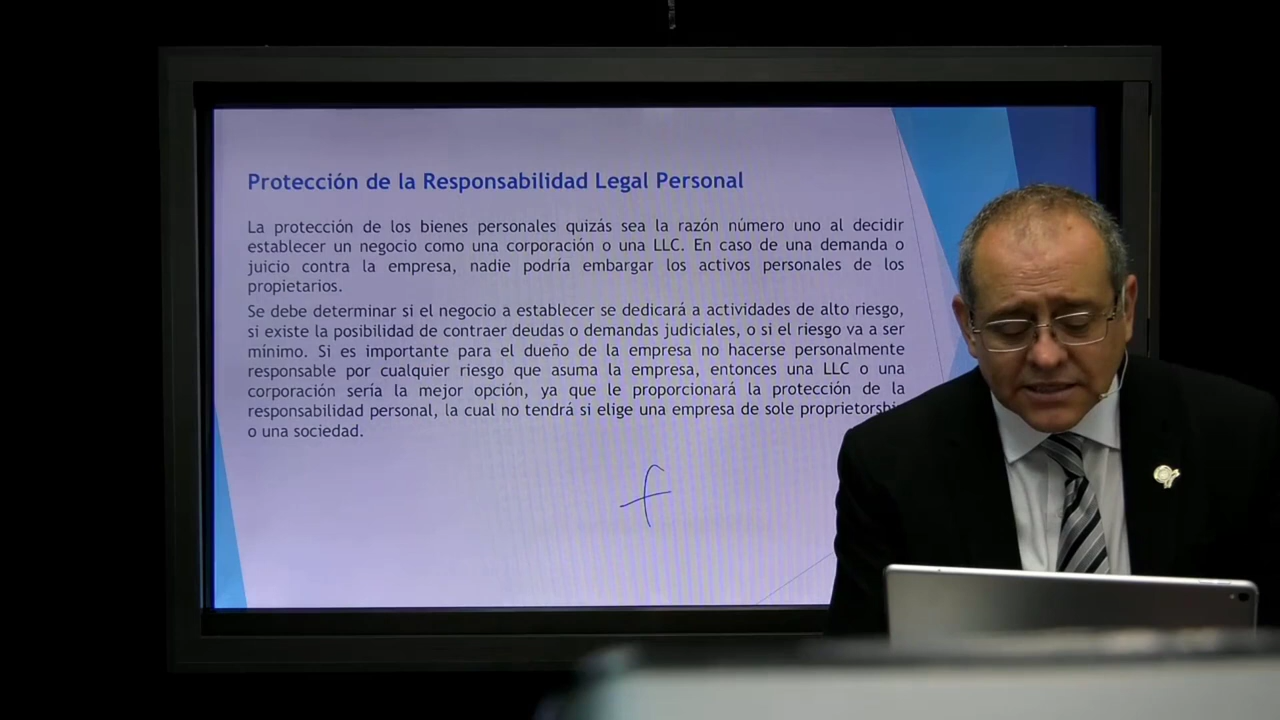 Protección de la Responsabilidad Legal Personal
La protección de los bienes personales quizás sea la razón número uno al decidir
establecer un negocio como una corporación o una LLC. En caso de una demanda o
juicio contra la empresa, nadie podría embargar los activos personales de los
propietarios.
Se debe determinar si el negocio a establecer se dedicará a actividades de alto riesgo,
si existe la posibilidad de contraer deudas o demandas judiciales, o si el riesgo va a ser
mínimo. Si es importante para el dueño de la empresa no hacerse personalmente
responsable por cualquier riesgo que asuma la empresa, entonces una LLC o una
corporación sería la mejor opción, ya que le proporcionará la protección de la
responsabilidad personal, la cual no tendrá si elige una empresa de sole proprietorship
o una sociedad.
f